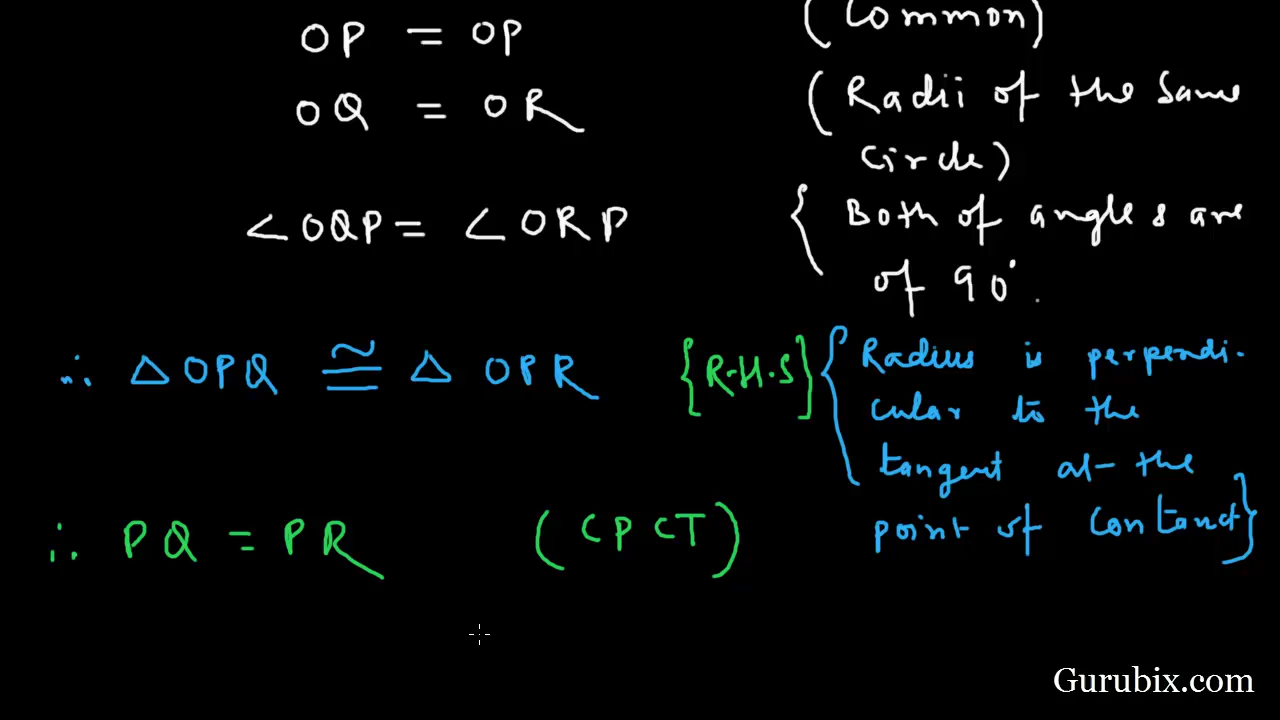 OP = OP (Common)
OQ = OR (Radii of the Same
Circle)
∠OQP = ∠ORP { Both of angles are
of 90°.
∴ △OPQ ≅ △OPR {R.H.S} { Radius is perpendi-
cular to the
tangent at the
∴ PQ = PR (CPCT) point of Contanct}
Gurubix.com